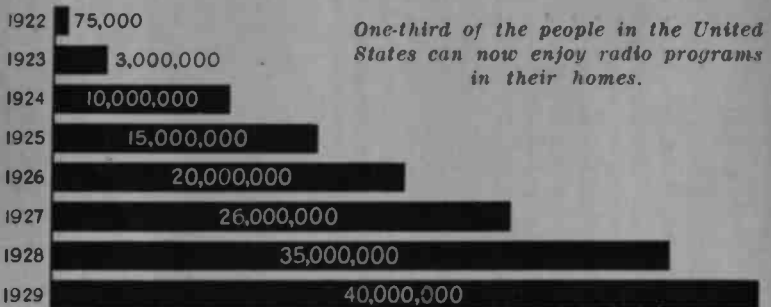 1922 75,000
One-third of the people in the United
States can now enjoy radio programs
in their homes.
1923 3,000,000
1924 10,000,000
1925 15,000,000
1926 20,000,000
1927 26,000,000
1928 35,000,000
1929 40,000,000